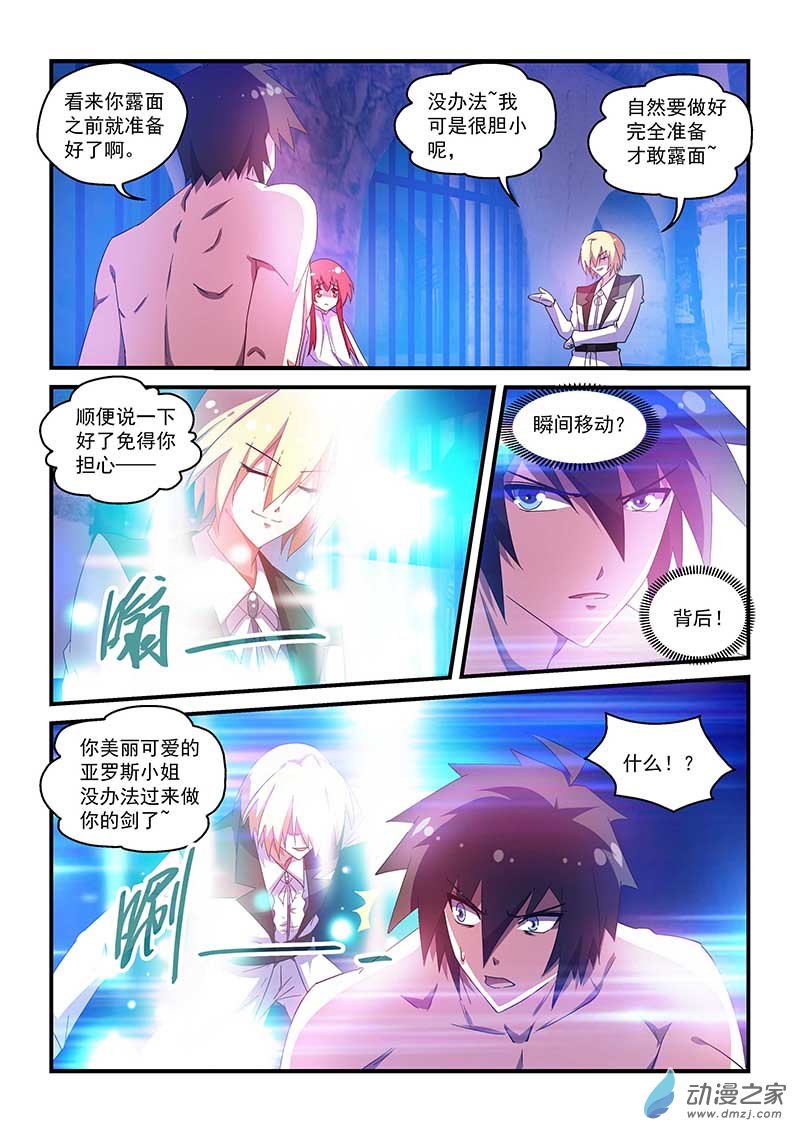 看来你露面
之前就准备
好了啊。
没办法~我
可是很胆小
呢，
自然要做好
完全准备
才敢露面~
顺便说一下
好了免得你
担心——
瞬间移动？
背后！
嗡——
你美丽可爱的
亚罗斯小姐
没办法过来做
你的剑了~
什么！？
唰——
动漫之家
www.dmzj.com